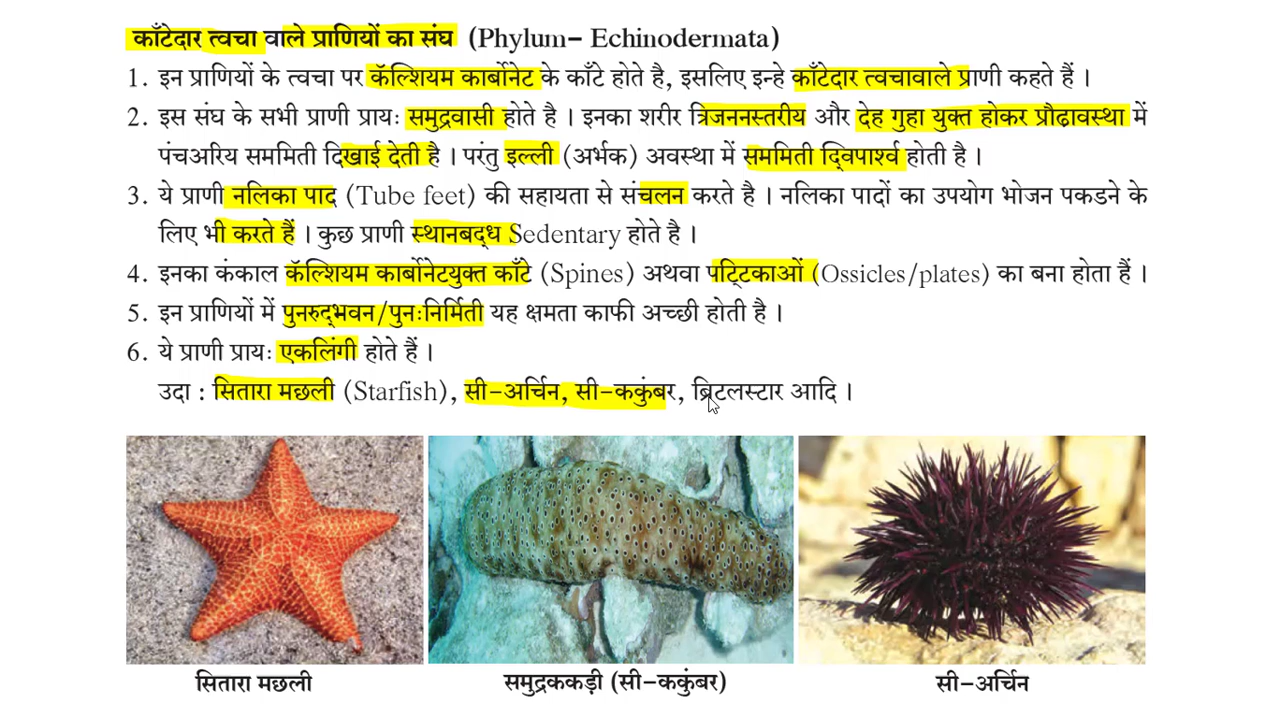 काँटेदार त्वचा वाले प्राणियों का संघ (Phylum– Echinodermata)
1. इन प्राणियों के त्वचा पर कॅल्शियम कार्बोनेट के काँटे होते है, इसलिए इन्हे काँटेदार त्वचावाले प्राणी कहते हैं ।
2. इस संघ के सभी प्राणी प्रायः समुद्रवासी होते है । इनका शरीर त्रिजननस्तरीय और देह गुहा युक्त होकर प्रौढ़ावस्था में
पंचअरिय सममिती दिखाई देती है । परंतु इल्ली (अर्भक) अवस्था में सममिती द्विपार्श्व होती है ।
3. ये प्राणी नलिका पाद (Tube feet) की सहायता से संचलन करते है । नलिका पादों का उपयोग भोजन पकडने के
लिए भी करते हैं । कुछ प्राणी स्थानबद्ध Sedentary होते है ।
4. इनका कंकाल कॅल्शियम कार्बोनेटयुक्त काँटे (Spines) अथवा पट्टिकाओं (Ossicles/plates) का बना होता हैं ।
5. इन प्राणियों में पुनरुद्भवन/पुनःनिर्मिती यह क्षमता काफी अच्छी होती है ।
6. ये प्राणी प्रायः एकलिंगी होते हैं ।
उदा : सितारा मछली (Starfish), सी-अर्चिन, सी-ककुंबर, ब्रिटलस्टार आदि ।
सितारा मछली
समुद्रककड़ी (सी-ककुंबर)
सी-अर्चिन